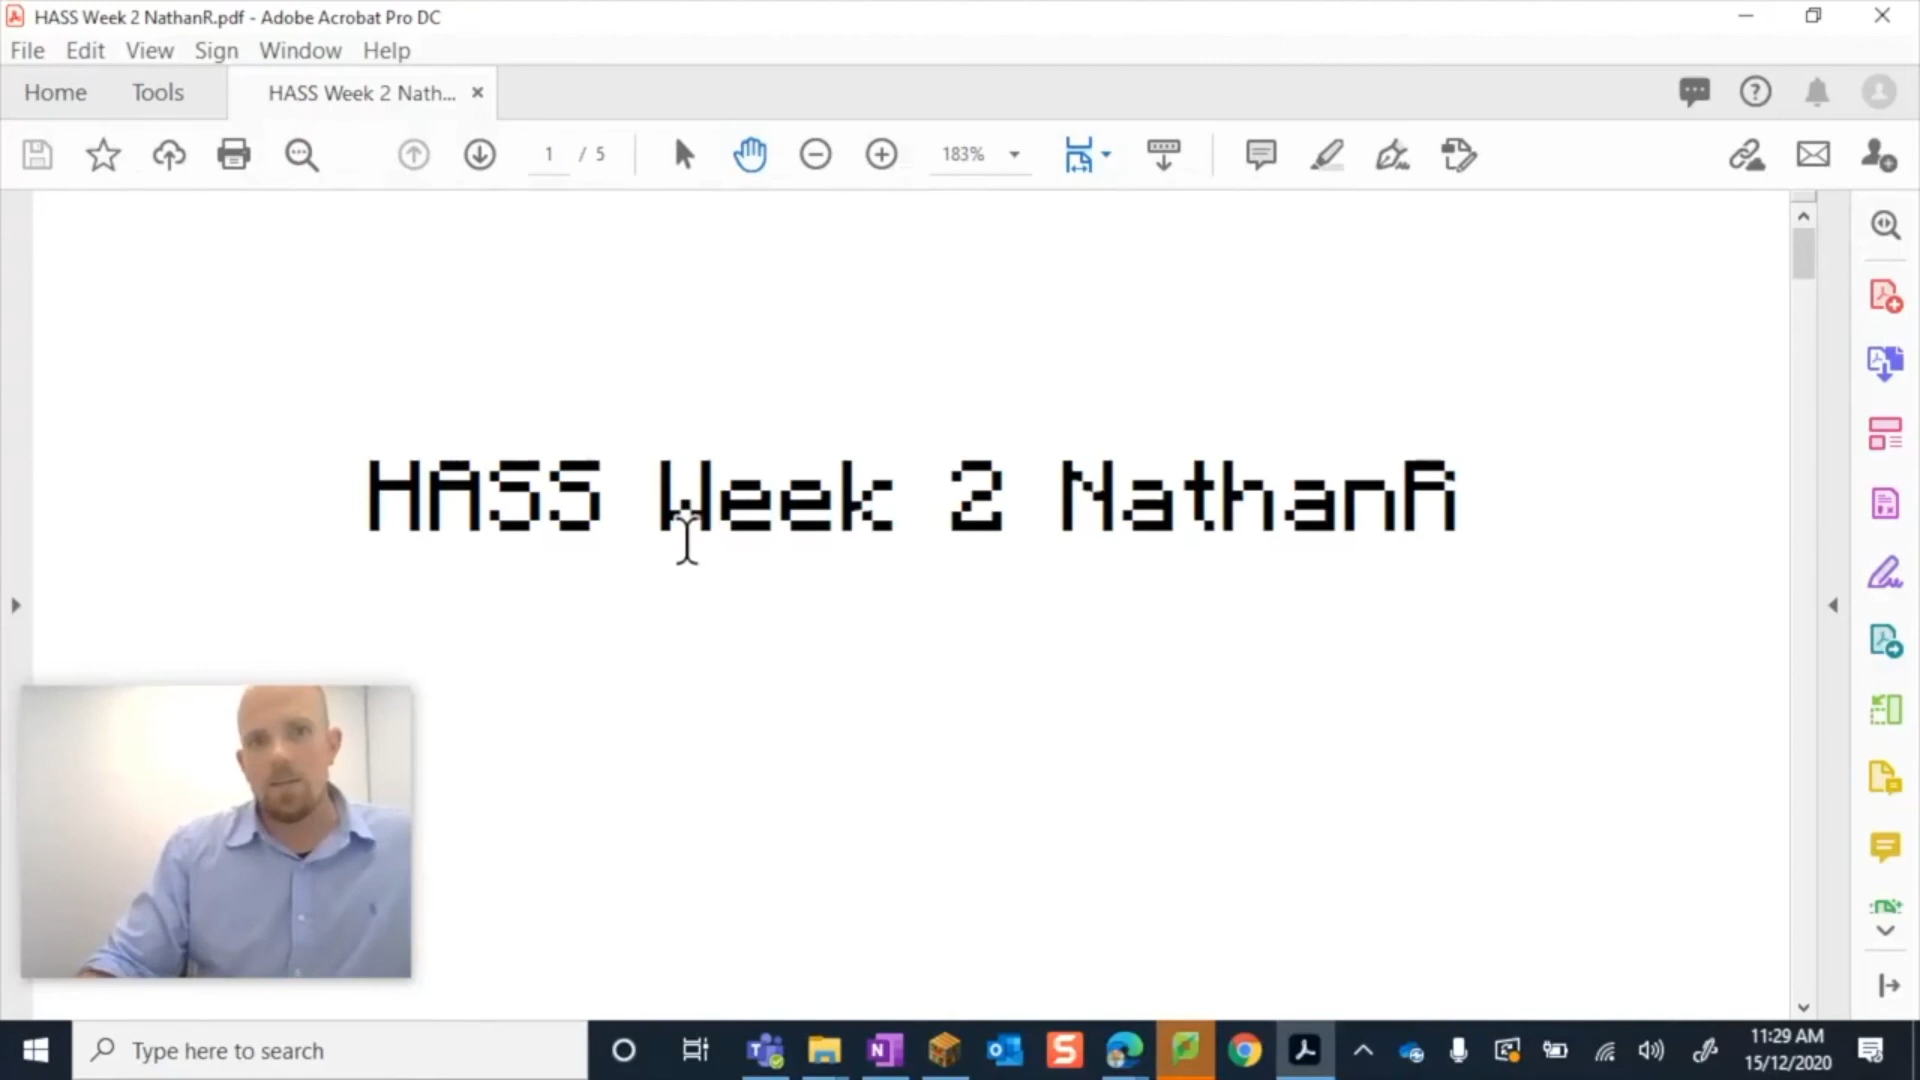 HASS Week 2 NathanR.pdf - Adobe Acrobat Pro DC
File Edit View Sign Window Help
Home Tools HASS Week 2 Nath... ×
1 / 5 183%
HASS Week 2 NathanR
Type here to search
11:29 AM
15/12/2020